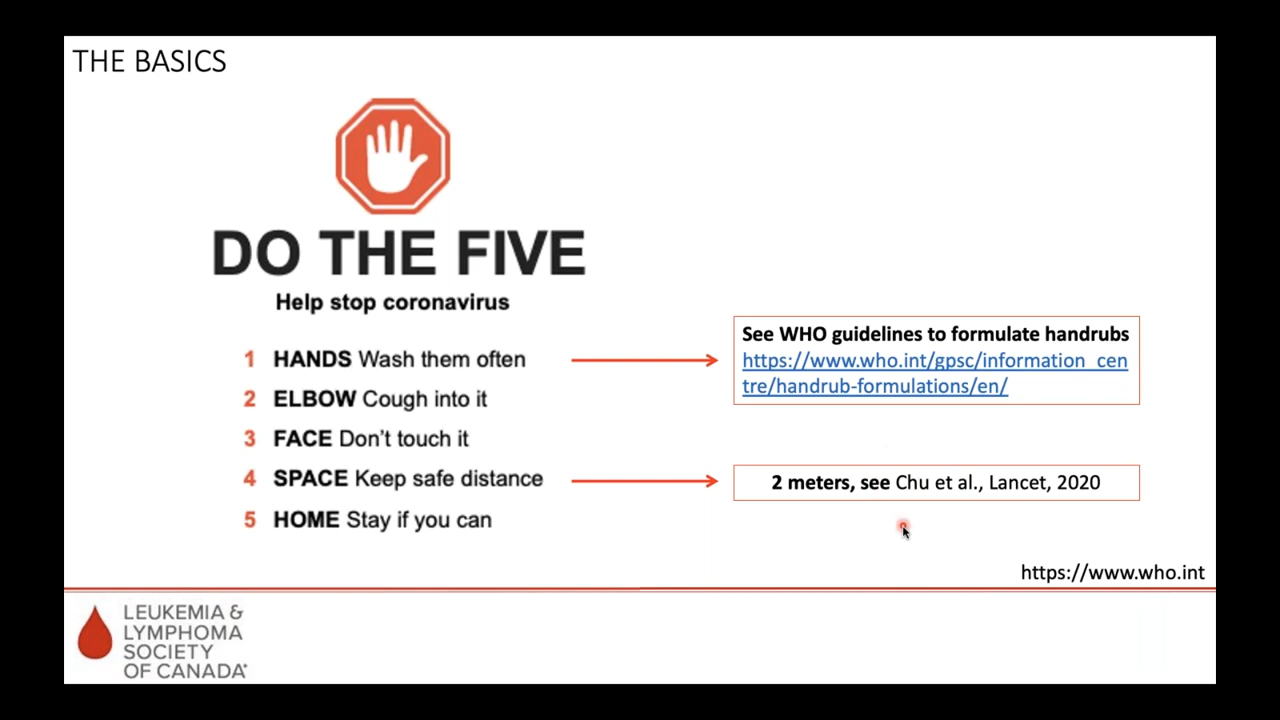 THE BASICS
DO THE FIVE
Help stop coronavirus
1 HANDS Wash them often
2 ELBOW Cough into it
3 FACE Don't touch it
4 SPACE Keep safe distance
5 HOME Stay if you can
See WHO guidelines to formulate handrubs
https://www.who.int/gpsc/information_cen
tre/handrub-formulations/en/
2 meters, see Chu et al., Lancet, 2020
https://www.who.int
LEUKEMIA &
LYMPHOMA
SOCIETY
OF CANADA